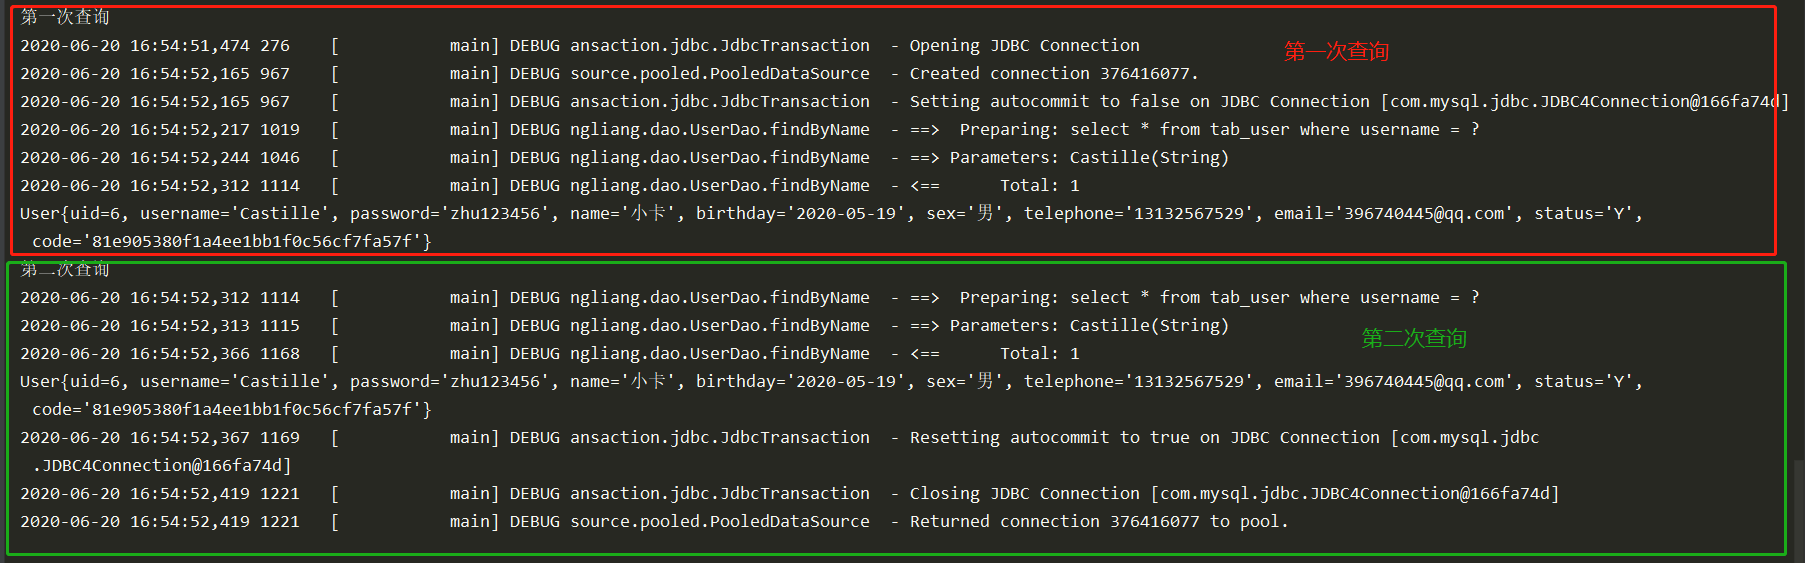 第一次查询
2020-06-20 16:54:51,474 276    [           main] DEBUG ansaction.jdbc.JdbcTransaction  - Opening JDBC Connection
第一次查询
2020-06-20 16:54:52,165 967    [           main] DEBUG source.pooled.PooledDataSource  - Created connection 376416077.
2020-06-20 16:54:52,165 967    [           main] DEBUG ansaction.jdbc.JdbcTransaction  - Setting autocommit to false on JDBC Connection [com.mysql.jdbc.JDBC4Connection@166fa74d]
2020-06-20 16:54:52,217 1019   [           main] DEBUG ngliang.dao.UserDao.findByName  - ==>  Preparing: select * from tab_user where username = ?
2020-06-20 16:54:52,244 1046   [           main] DEBUG ngliang.dao.UserDao.findByName  - ==> Parameters: Castille(String)
2020-06-20 16:54:52,312 1114   [           main] DEBUG ngliang.dao.UserDao.findByName  - <==      Total: 1
User{uid=6, username='Castille', password='zhu123456', name='小卡', birthday='2020-05-19', sex='男', telephone='13132567529', email='396740445@qq.com', status='Y',
code='81e905380f1a4ee1bb1f0c56cf7fa57f'}
第二次查询
2020-06-20 16:54:52,312 1114   [           main] DEBUG ngliang.dao.UserDao.findByName  - ==>  Preparing: select * from tab_user where username = ?
2020-06-20 16:54:52,313 1115   [           main] DEBUG ngliang.dao.UserDao.findByName  - ==> Parameters: Castille(String)
第二次查询
2020-06-20 16:54:52,366 1168   [           main] DEBUG ngliang.dao.UserDao.findByName  - <==      Total: 1
User{uid=6, username='Castille', password='zhu123456', name='小卡', birthday='2020-05-19', sex='男', telephone='13132567529', email='396740445@qq.com', status='Y',
code='81e905380f1a4ee1bb1f0c56cf7fa57f'}
2020-06-20 16:54:52,367 1169   [           main] DEBUG ansaction.jdbc.JdbcTransaction  - Resetting autocommit to true on JDBC Connection [com.mysql.jdbc
.JDBC4Connection@166fa74d]
2020-06-20 16:54:52,419 1221   [           main] DEBUG ansaction.jdbc.JdbcTransaction  - Closing JDBC Connection [com.mysql.jdbc.JDBC4Connection@166fa74d]
2020-06-20 16:54:52,419 1221   [           main] DEBUG source.pooled.PooledDataSource  - Returned connection 376416077 to pool.